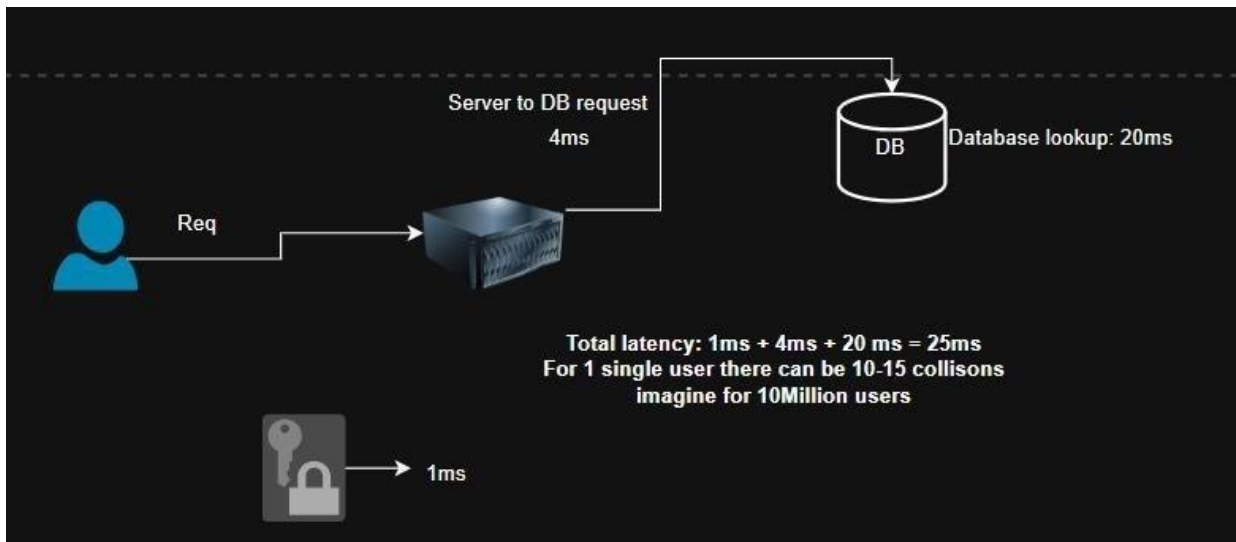 Server to DB request
4ms
DB
Database lookup: 20ms
Req
Total latency: 1ms + 4ms + 20 ms = 25ms
For 1 single user there can be 10-15 collisons
imagine for 10Million users
1ms